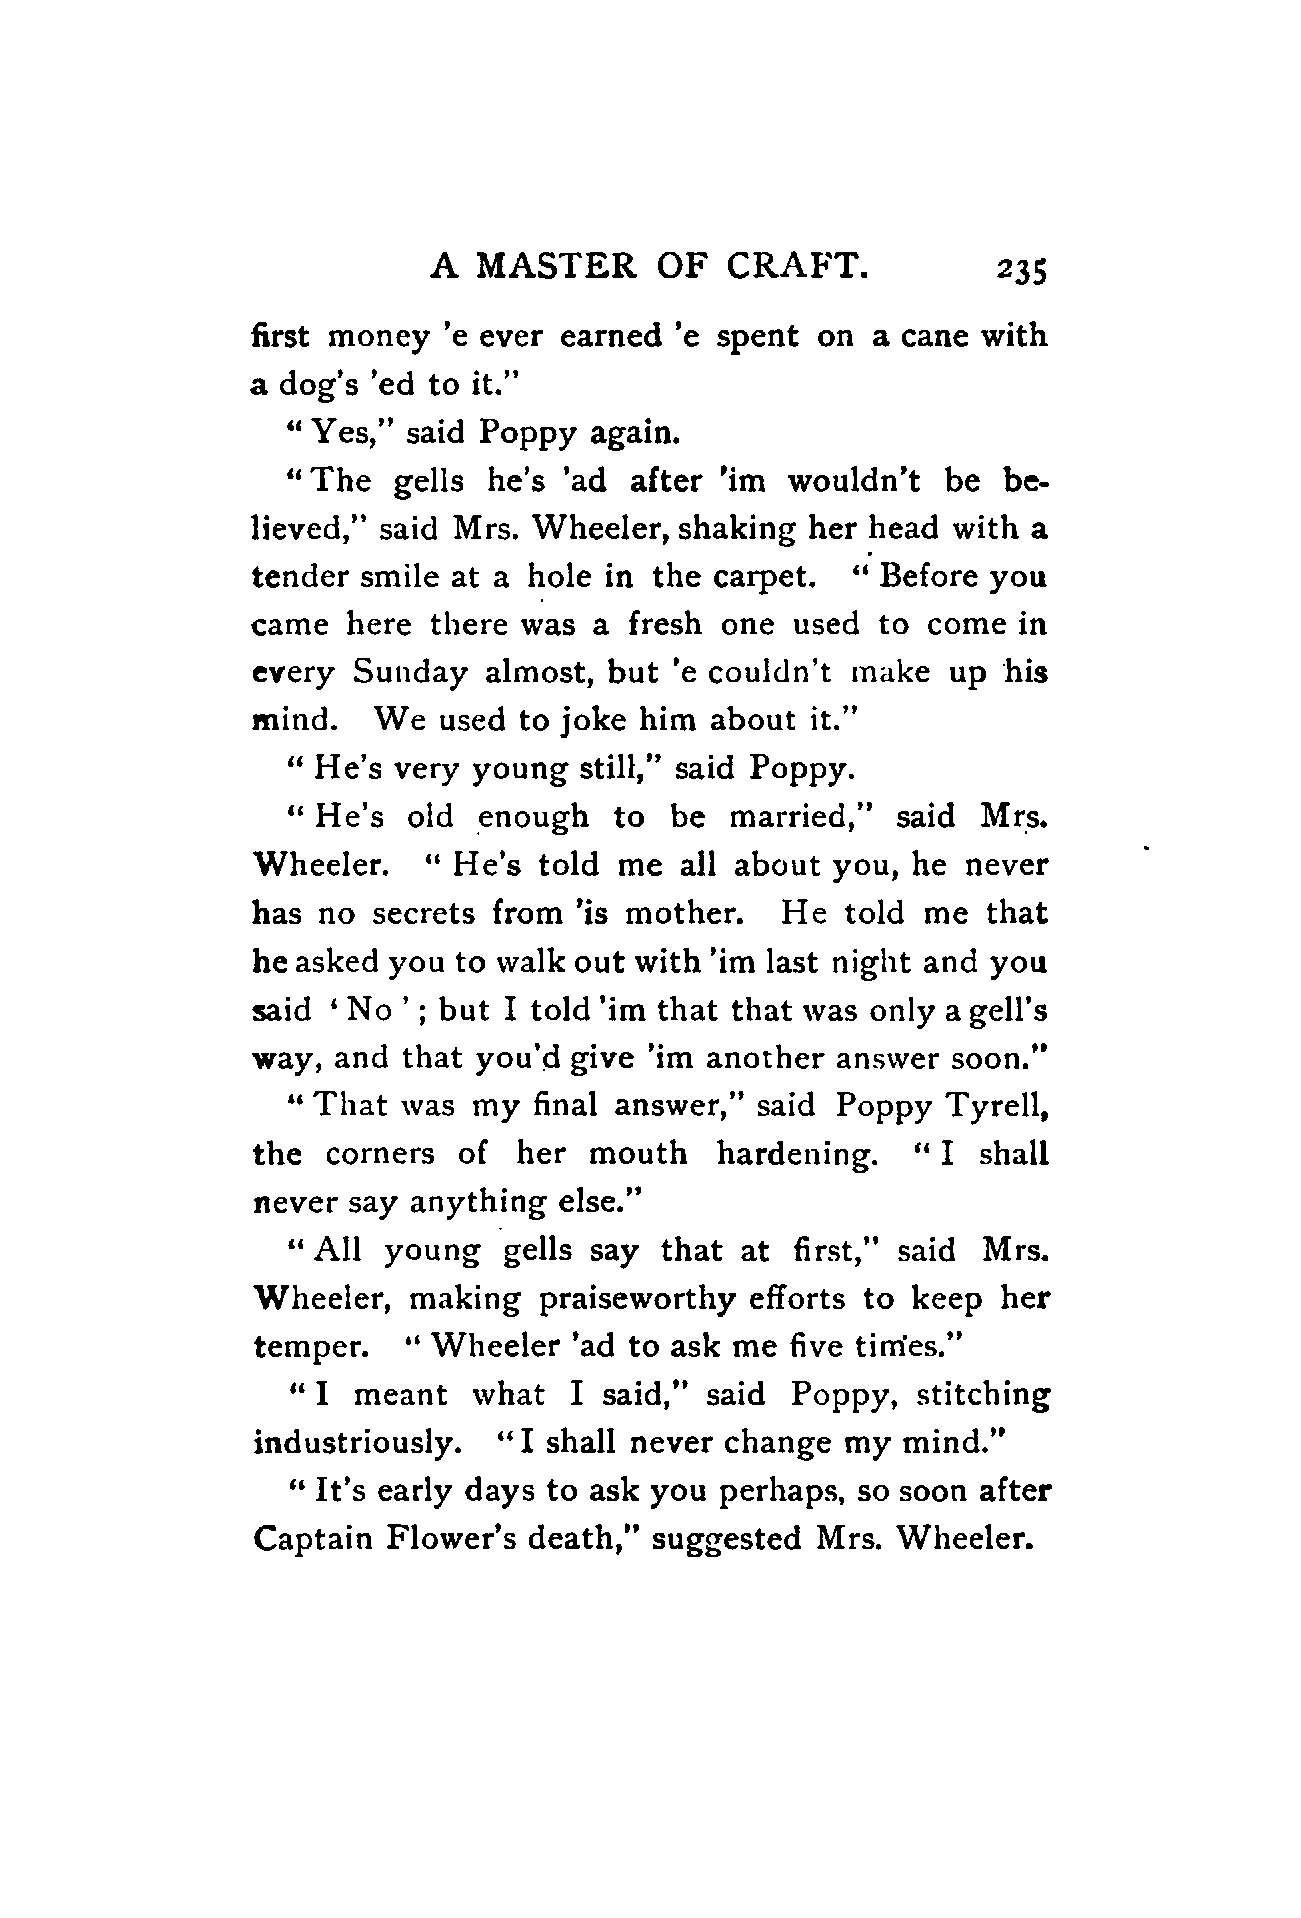 A MASTER OF CRAFT. 235
first money 'e ever earned 'e spent on a cane with
a dog's 'ed to it."
"Yes," said Poppy again.
"The gells he's 'ad after 'im wouldn't be be-
lieved," said Mrs. Wheeler, shaking her head with a
tender smile at a hole in the carpet. "Before you
came here there was a fresh one used to come in
every Sunday almost, but 'e couldn't make up his
mind. We used to joke him about it."
"He's very young still," said Poppy.
"He's old enough to be married," said Mrs.
Wheeler. "He's told me all about you, he never
has no secrets from 'is mother. He told me that
he asked you to walk out with 'im last night and you
said 'No'; but I told 'im that that was only a gell's
way, and that you'd give 'im another answer soon."
"That was my final answer," said Poppy Tyrell,
the corners of her mouth hardening. "I shall
never say anything else."
"All young gells say that at first," said Mrs.
Wheeler, making praiseworthy efforts to keep her
temper. "Wheeler 'ad to ask me five times."
"I meant what I said," said Poppy, stitching
industriously. "I shall never change my mind."
"It's early days to ask you perhaps, so soon after
Captain Flower's death," suggested Mrs. Wheeler.